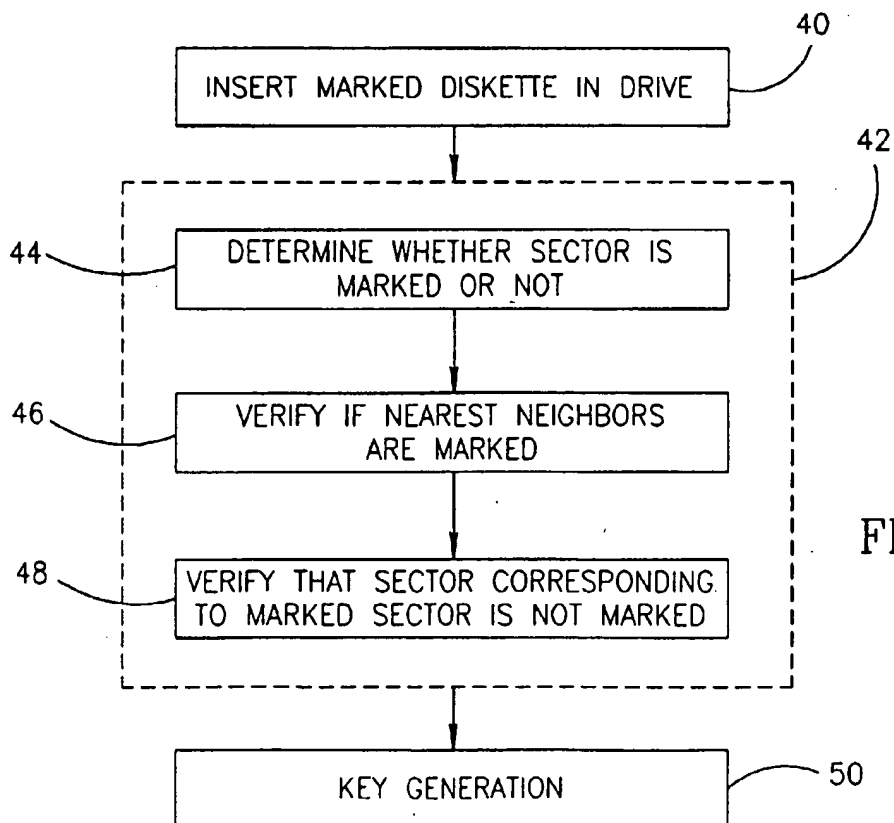 40
INSERT MARKED DISKETTE IN DRIVE
42
44
DETERMINE WHETHER SECTOR IS
MARKED OR NOT
46
VERIFY IF NEAREST NEIGHBORS
ARE MARKED
48
VERIFY THAT SECTOR CORRESPONDING
TO MARKED SECTOR IS NOT MARKED
KEY GENERATION
50